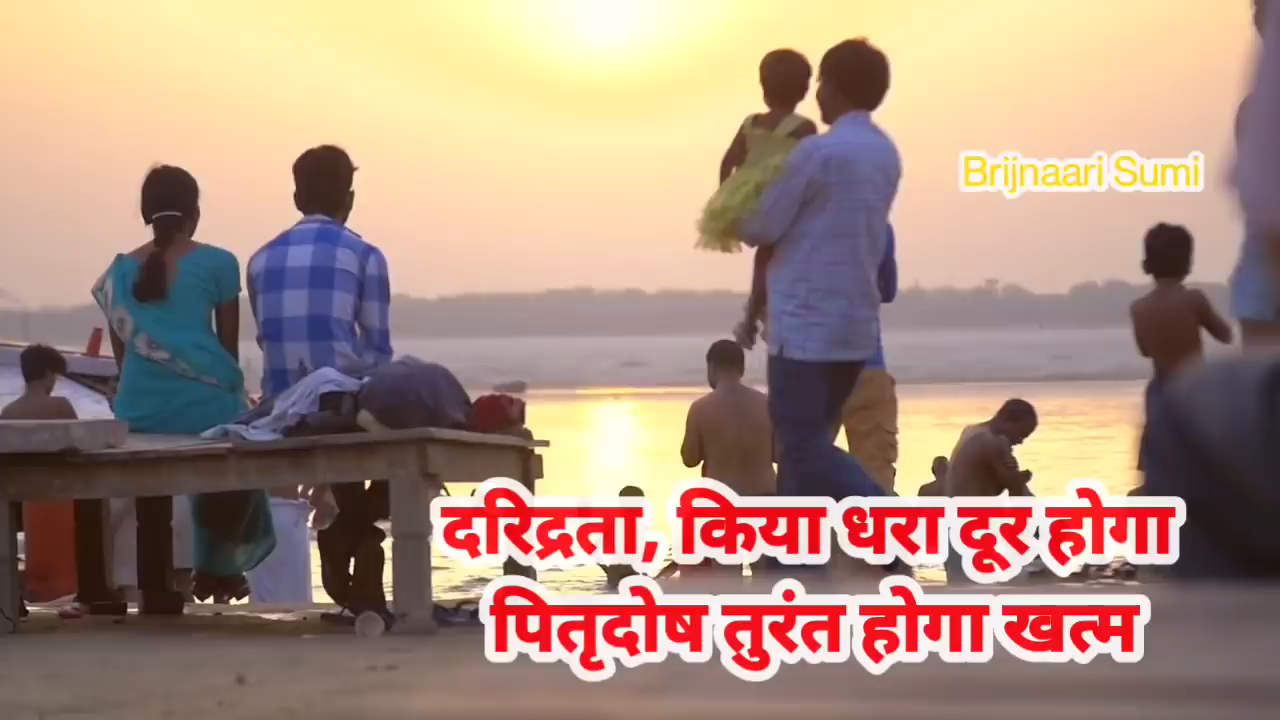 Brijnaari Sumi
दरिद्रता, किया धरा दूर होगा
पितृदोष तुरंत होगा खत्म